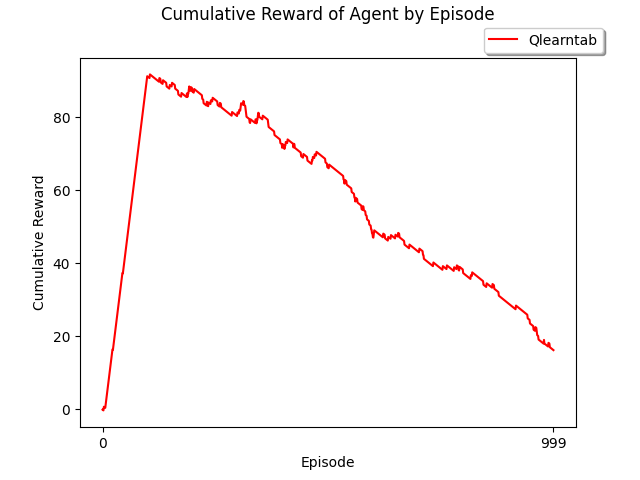 Cumulative Reward of Agent by Episode
Qlearntab
80
60
40
20
0
Cumulative Reward
0 999
Episode